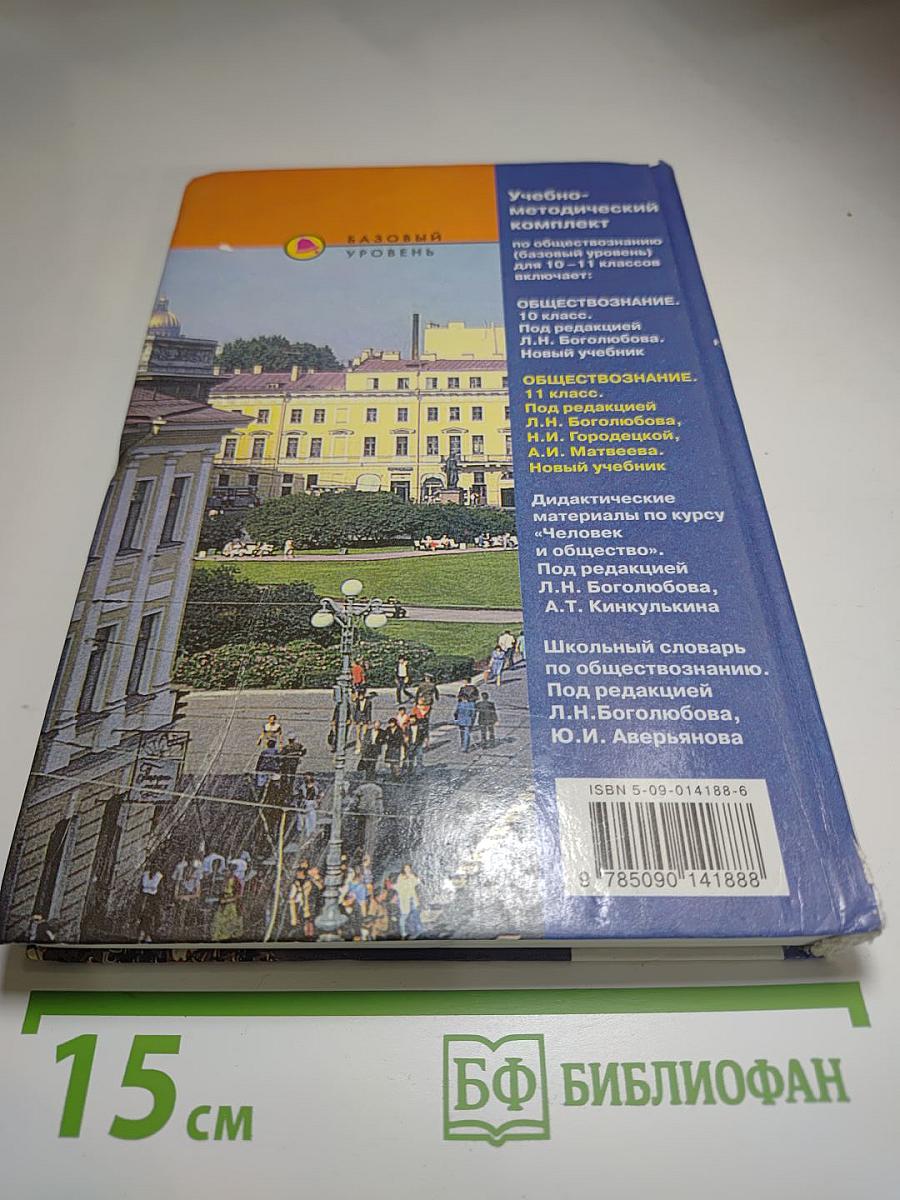 БАЗОВЫЙ
УРОВЕНЬ
Учебно-
методический
комплект
по обществознанию
(базовый уровень)
для 10–11 классов
включает:
ОБЩЕСТВОЗНАНИЕ.
10 класс.
Под редакцией
Л.Н. Боголюбова.
Новый учебник
ОБЩЕСТВОЗНАНИЕ.
11 класс.
Под редакцией
Л.Н. Боголюбова,
Н.И. Городецкой,
А.И. Матвеева.
Новый учебник
Дидактические
материалы по курсу
«Человек
и общество».
Под редакцией
Л.Н. Боголюбова,
А.Т. Кинкулькина
Школьный словарь
по обществознанию.
Под редакцией
Л.Н.Боголюбова,
Ю.И. Аверьянова
ISBN 5-09-014188-6
9 785090 141888
15 см
БФ БИБЛИОФАН